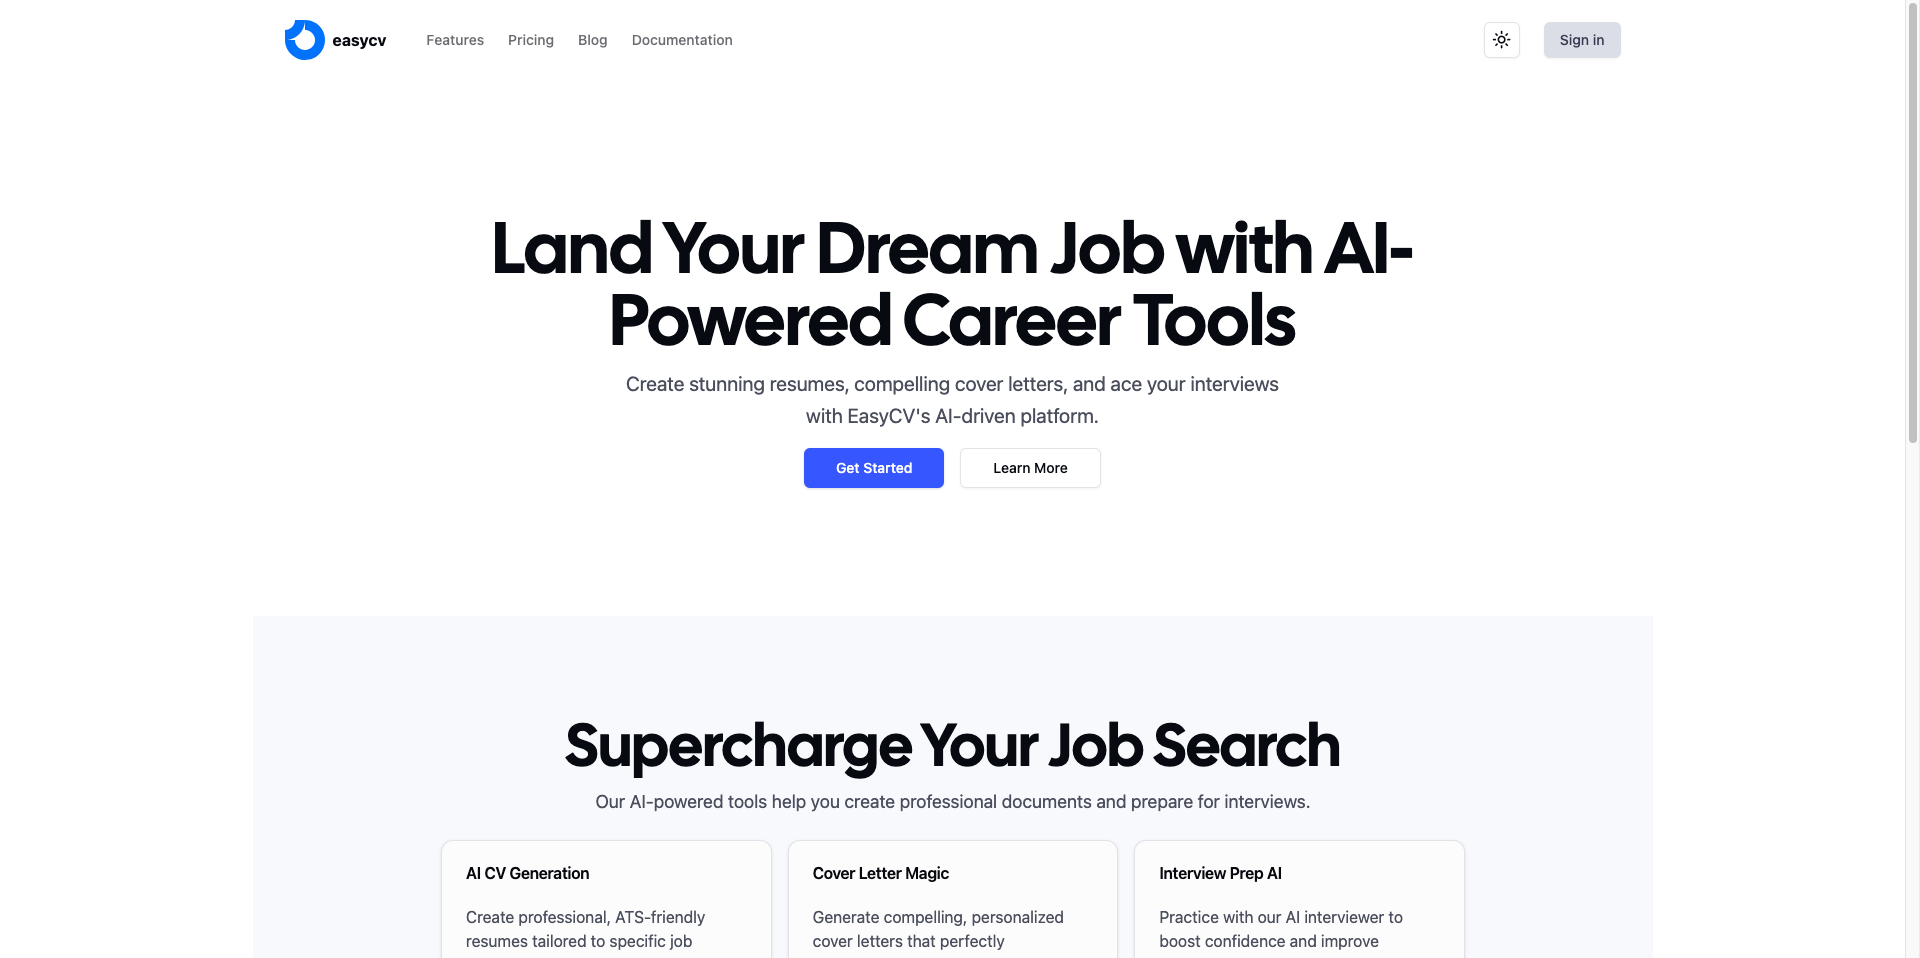 easycv
Features
Pricing
Blog
Documentation
Sign in
Land Your Dream Job with AI-
Powered Career Tools
Create stunning resumes, compelling cover letters, and ace your interviews
with EasyCV's AI-driven platform.
Get Started
Learn More
Supercharge Your Job Search
Our AI-powered tools help you create professional documents and prepare for interviews.
AI CV Generation
Create professional, ATS-friendly
resumes tailored to specific job
Cover Letter Magic
Generate compelling, personalized
cover letters that perfectly
Interview Prep AI
Practice with our AI interviewer to
boost confidence and improve